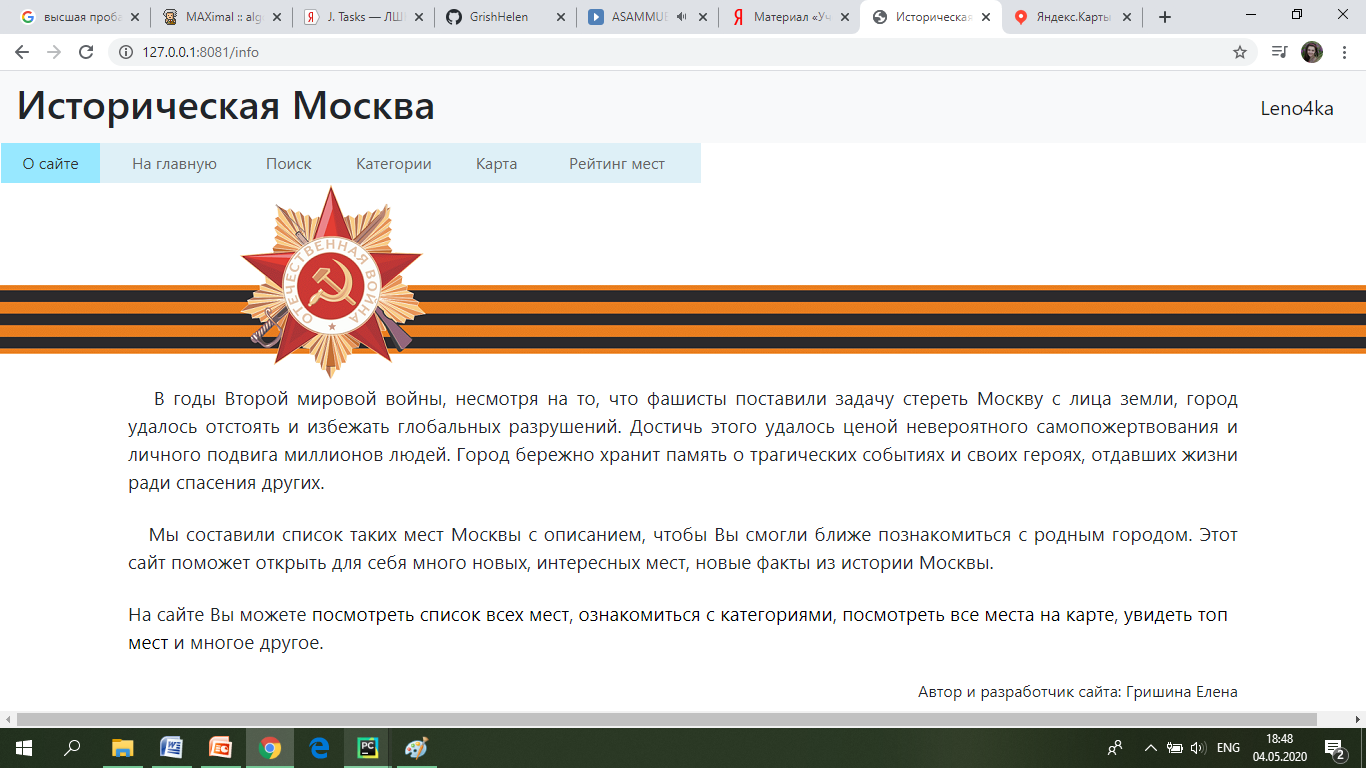 высшая проба
MAXimal :: alg
J. Tasks — ЛШ
GrishHelen
ASAMMUE
Материал «Уч
Историческая
Яндекс.Карты
127.0.0.1:8081/info
Историческая Москва
Leno4ka
О сайте На главную Поиск Категории Карта Рейтинг мест
ОТЕЧЕСТВЕННАЯ ВОЙНА
В годы Второй мировой войны, несмотря на то, что фашисты поставили задачу стереть Москву с лица земли, город
удалось отстоять и избежать глобальных разрушений. Достичь этого удалось ценой невероятного самопожертвования и
личного подвига миллионов людей. Город бережно хранит память о трагических событиях и своих героях, отдавших жизни
ради спасения других.
Мы составили список таких мест Москвы с описанием, чтобы Вы смогли ближе познакомиться с родным городом. Этот
сайт поможет открыть для себя много новых, интересных мест, новые факты из истории Москвы.
На сайте Вы можете посмотреть список всех мест, ознакомиться с категориями, посмотреть все места на карте, увидеть топ
мест и многое другое.
Автор и разработчик сайта: Гришина Елена
ENG
18:48
04.05.2020
2